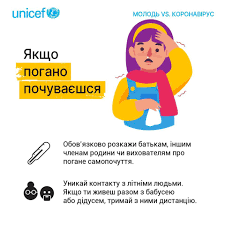 unicef
МОЛОДЬ VS. КОРОНАВІРУС
Якщо
погано
почуваєшся
Обов'язково розкажи батькам, іншим
членам родини чи вихователям про
погане самопочуття.
Уникай контакту з літніми людьми.
Якщо ти живеш разом з бабусею
або дідусем, тримай з ними дистанцію.